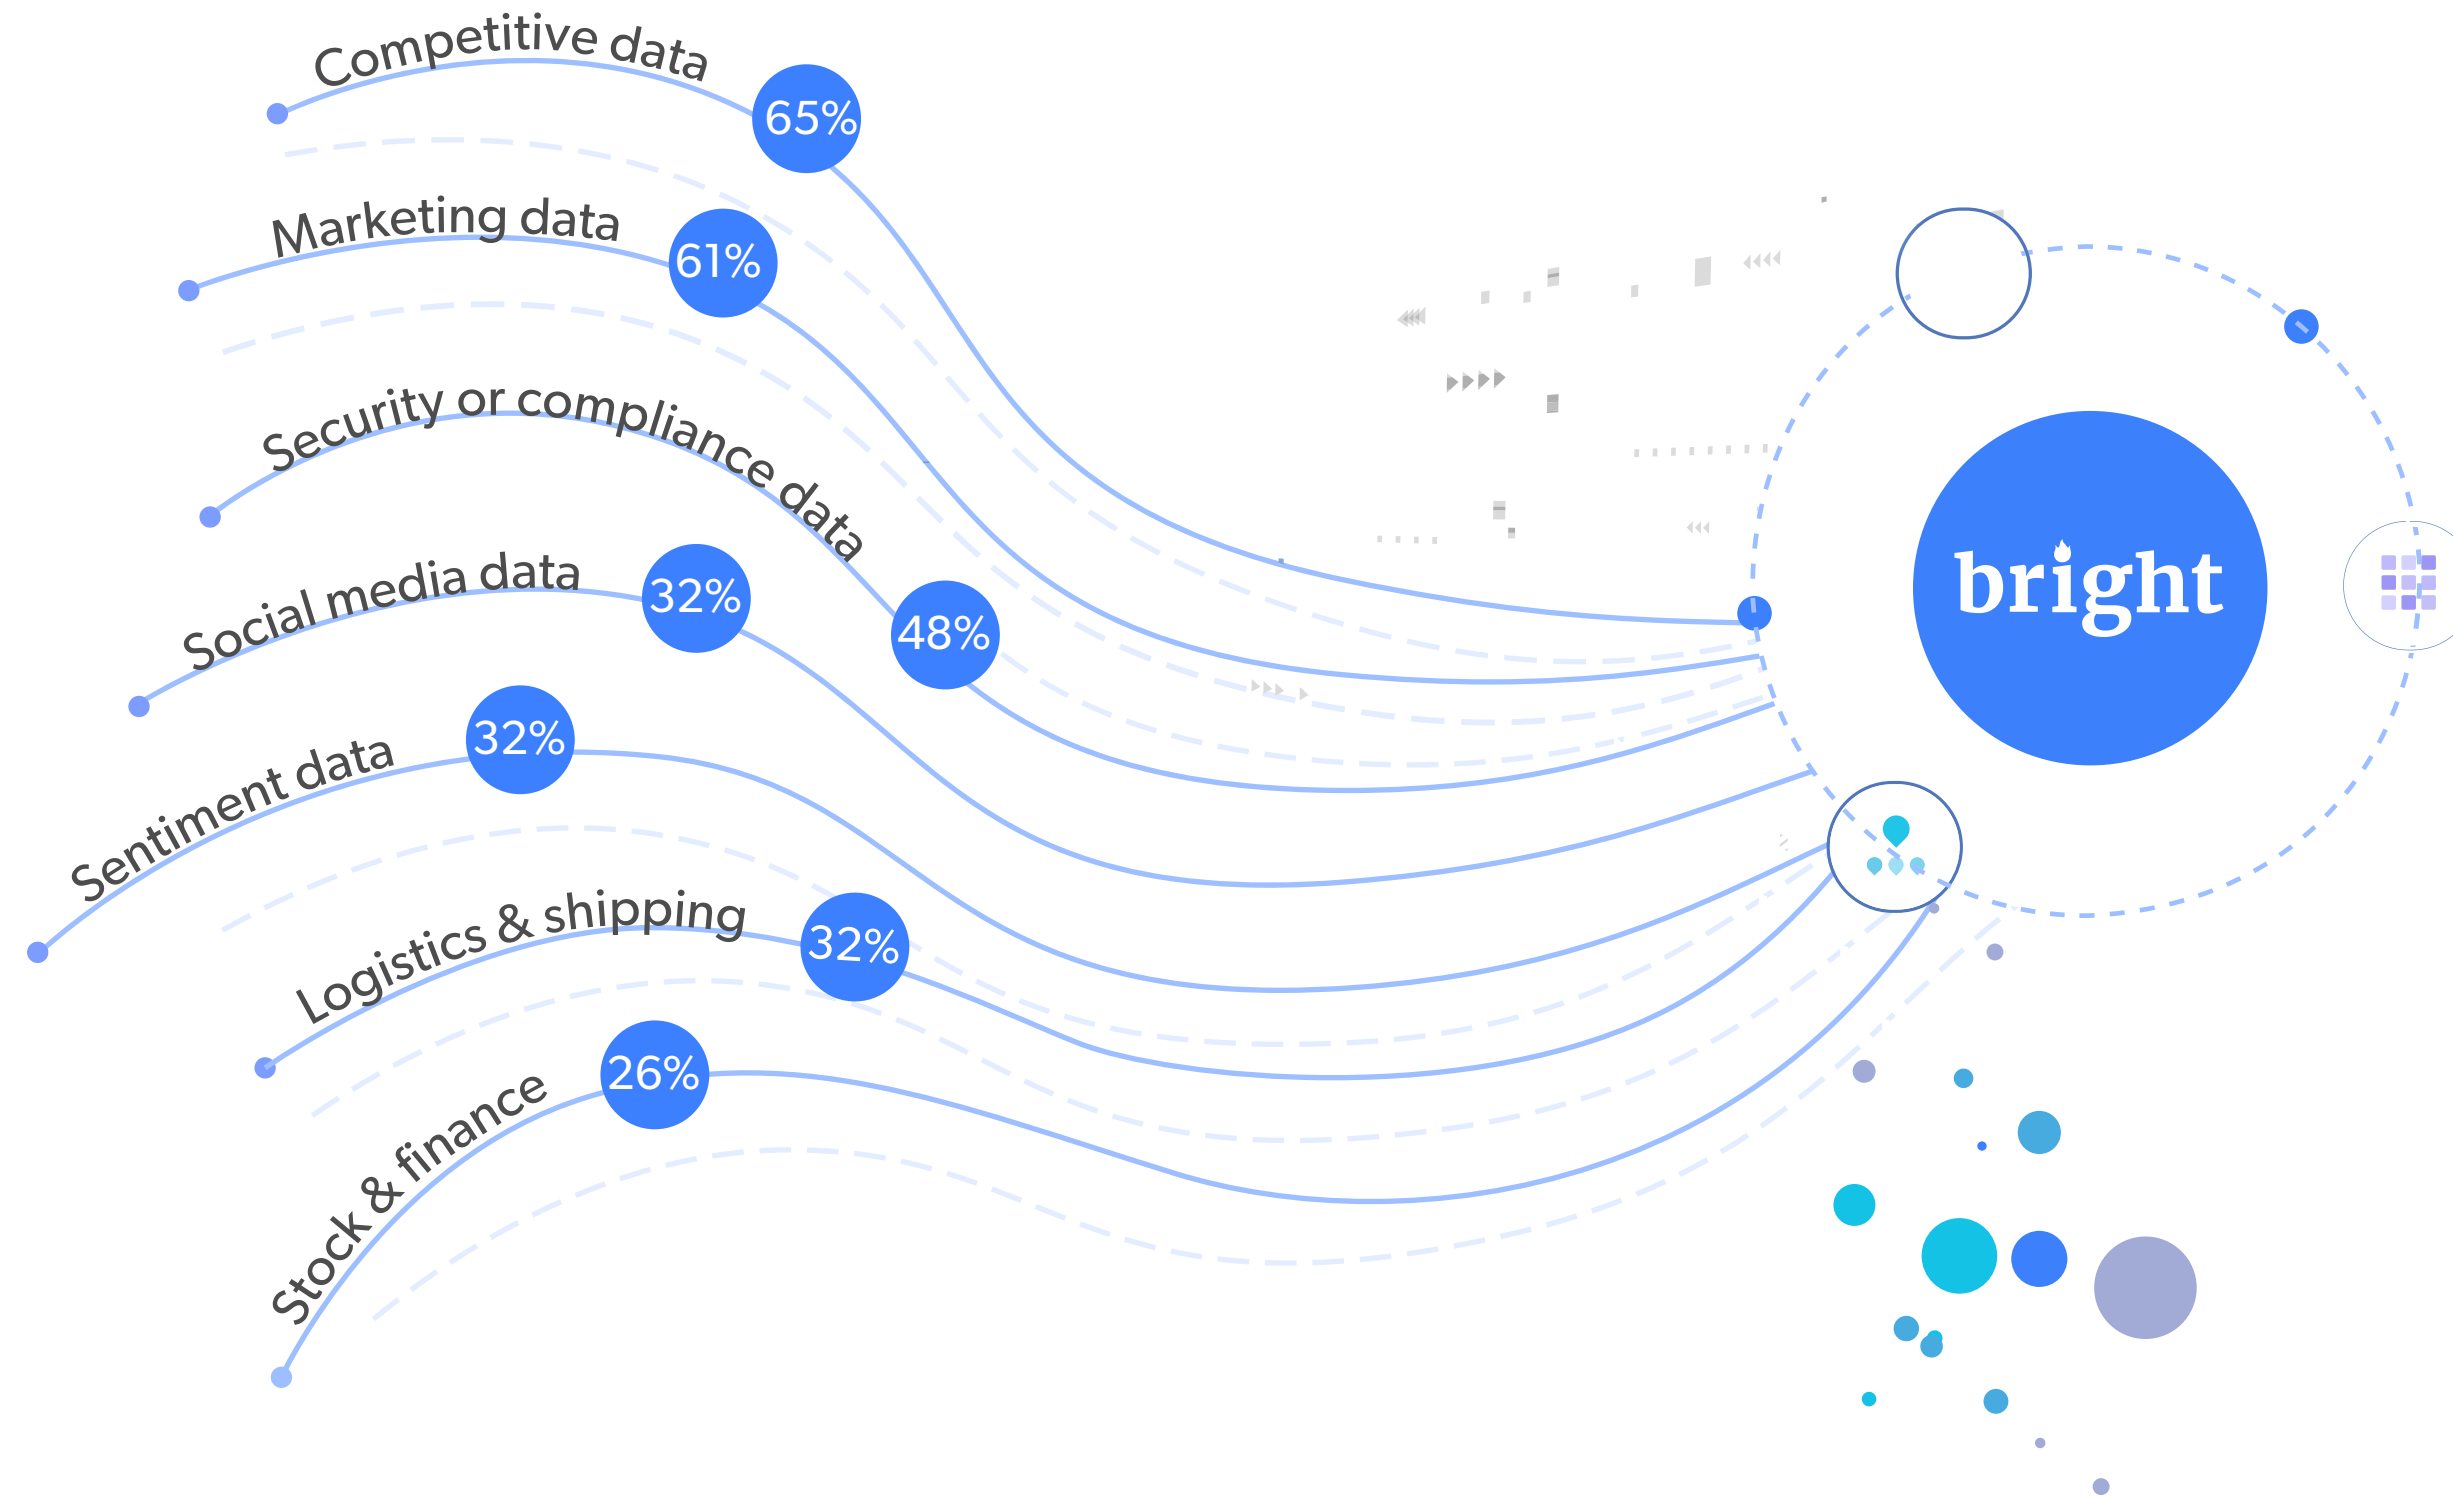 Competitive data
65%
Marketing data
61%
Security or compliance data
48%
Social media data
32%
Sentiment data
32%
Logistics & shipping
32%
Stock & finance
26%
bright